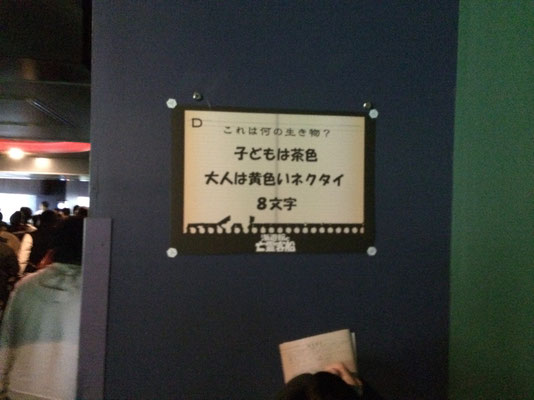 D
これは何の生き物？
子どもは茶色
大人は黄色いネクタイ
8文字